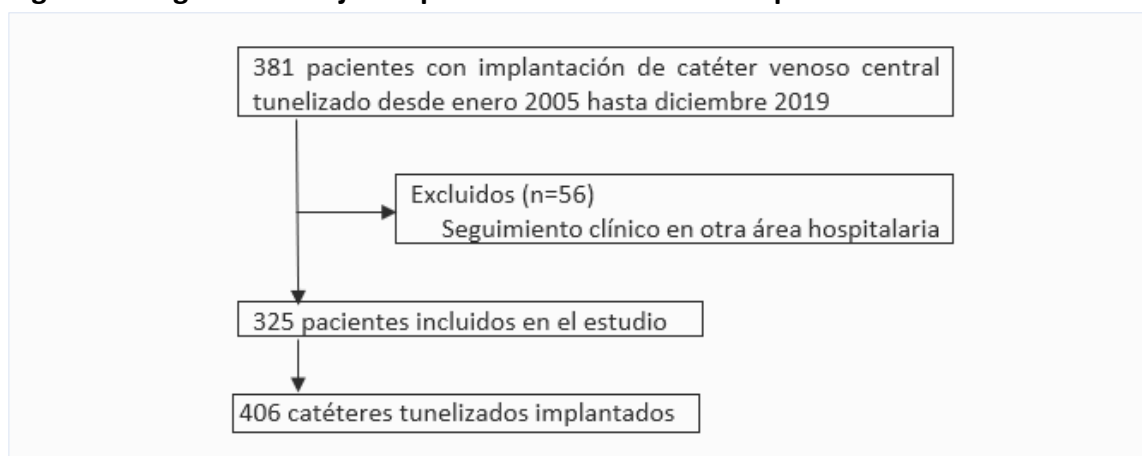 381 pacientes con implantación de catéter venoso central
tunelizado desde enero 2005 hasta diciembre 2019
Excluidos (n=56)
Seguimiento clínico en otra área hospitalaria
325 pacientes incluidos en el estudio
406 catéteres tunelizados implantados